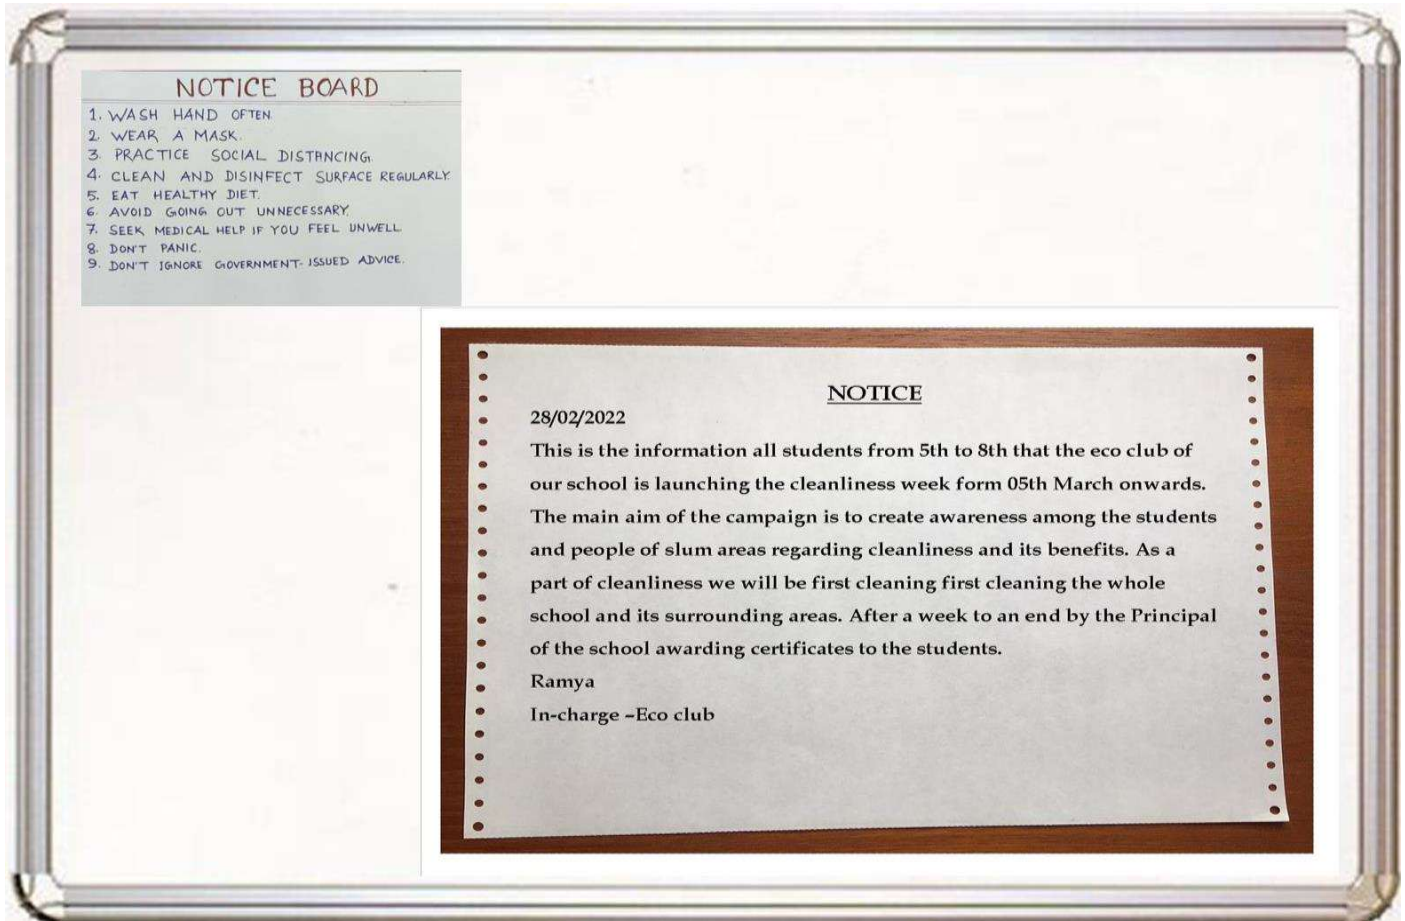 NOTICE BOARD
1. WASH HAND OFTEN
2. WEAR A MASK.
3. PRACTICE SOCIAL DISTANCING.
4. CLEAN AND DISINFECT SURFACE REGULARLY.
5. EAT HEALTHY DIET.
6. AVOID GOING OUT UNNECESSARY.
7. SEEK MEDICAL HELP IF YOU FEEL UNWELL
8. DON'T PANIC.
9. DON'T IGNORE GOVERNMENT-ISSUED ADVICE.
NOTICE
28/02/2022
This is the information all students from 5th to 8th that the eco club of
our school is launching the cleanliness week form 05th March onwards.
The main aim of the campaign is to create awareness among the students
and people of slum areas regarding cleanliness and its benefits. As a
part of cleanliness we will be first cleaning first cleaning the whole
school and its surrounding areas. After a week to an end by the Principal
of the school awarding certificates to the students.
Ramya
In-charge –Eco club